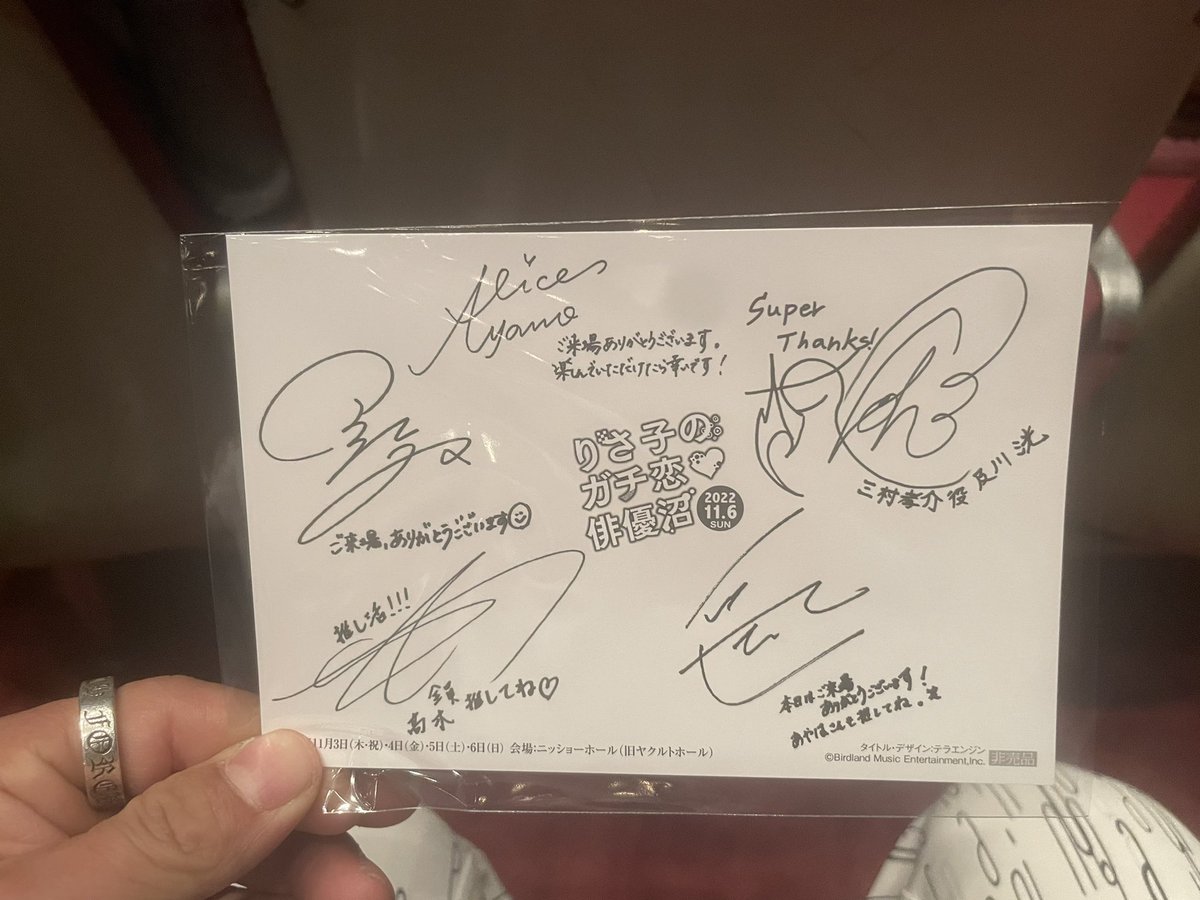 Alice
Ayano
ご来場ありがとうございます。
楽しんでいただけたら幸いです!
Super
Thanks!
三村孝介役 及川洸
りさ子の
ガチ恋♡
俳優沼
2022
11.6
SUN
ご来場、ありがとうございます☺
推し活!!!
推してね♡
高木
本日はご来場
ありがとうございます!
あやぱんも推してね。☆
11月3日(木・祝)・4日(金)・5日(土)・6日(日) 会場:ニッショーホール(旧ヤクルトホール)
タイトル・デザイン:テラエンジン
©Birdland Music Entertainment,Inc. 非売品